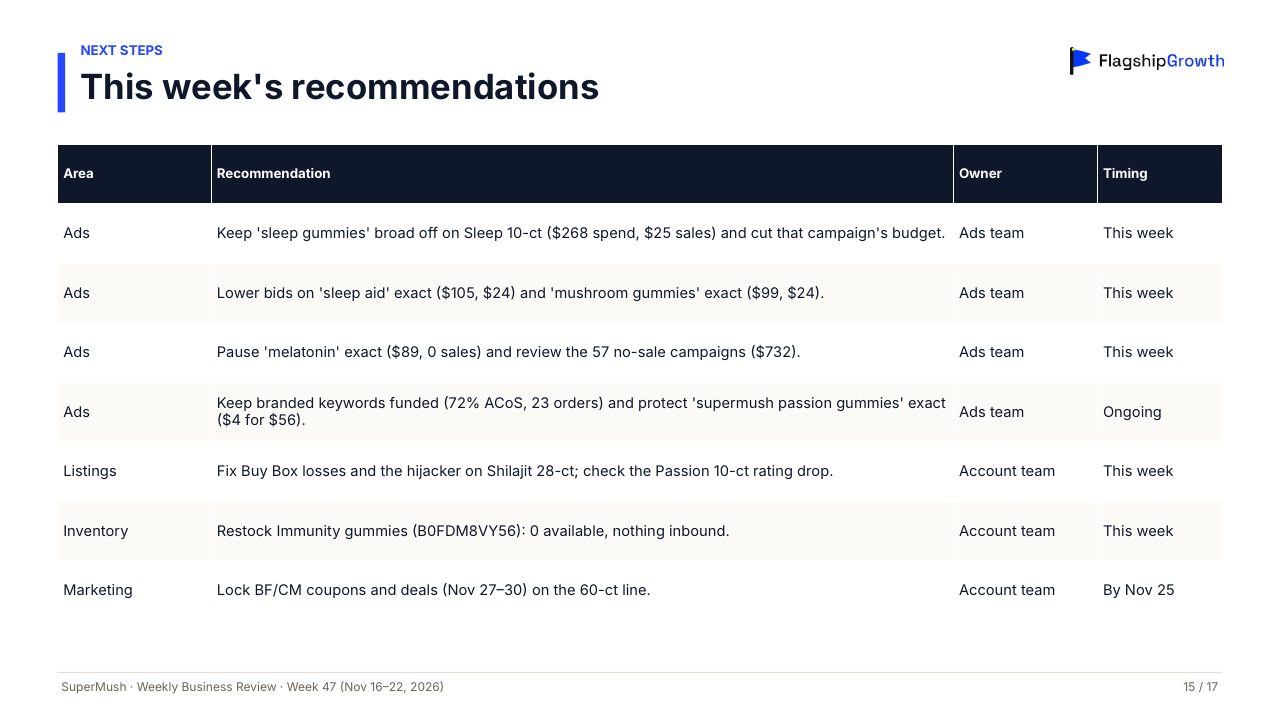 NEXT STEPS
This week's recommendations
FlagshipGrowth
Area Recommendation Owner Timing
Ads Keep 'sleep gummies' broad off on Sleep 10-ct ($268 spend, $25 sales) and cut that campaign's budget. Ads team This week
Ads Lower bids on 'sleep aid' exact ($105, $24) and 'mushroom gummies' exact ($99, $24). Ads team This week
Ads Pause 'melatonin' exact ($89, 0 sales) and review the 57 no-sale campaigns ($732). Ads team This week
Ads Keep branded keywords funded (72% ACoS, 23 orders) and protect 'supermush passion gummies' exact
($4 for $56). Ads team Ongoing
Listings Fix Buy Box losses and the hijacker on Shilajit 28-ct; check the Passion 10-ct rating drop. Account team This week
Inventory Restock Immunity gummies (B0FDM8VY56): 0 available, nothing inbound. Account team This week
Marketing Lock BF/CM coupons and deals (Nov 27–30) on the 60-ct line. Account team By Nov 25
SuperMush · Weekly Business Review · Week 47 (Nov 16–22, 2026) 15 / 17